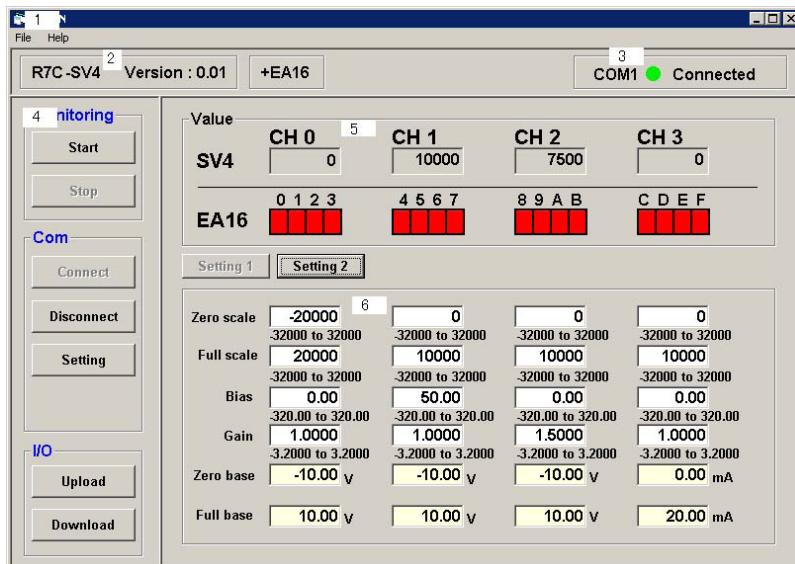 1
File Help
2
3
R7C-SV4 Version : 0.01 +EA16 COM1 Connected
4
Start
Stop
Com
Connect
Disconnect
Setting
I/O
Upload
Download
Value
5
CH 0 CH 1 CH 2 CH 3
SV4 0 10000 7500 0
0 1 2 3 4 5 6 7 8 9 A B C D E F
EA16
Setting 1 Setting 2
6
Zero scale -20000 0 0 0
-32000 to 32000 -32000 to 32000 -32000 to 32000 -32000 to 32000
Full scale 20000 10000 10000 10000
-32000 to 32000 -32000 to 32000 -32000 to 32000 -32000 to 32000
Bias 0.00 50.00 0.00 0.00
-320.00 to 320.00 -320.00 to 320.00 -320.00 to 320.00 -320.00 to 320.00
Gain 1.0000 1.0000 1.5000 1.0000
-3.2000 to 3.2000 -3.2000 to 3.2000 -3.2000 to 3.2000 -3.2000 to 3.2000
Zero base -10.00 V -10.00 V -10.00 V 0.00 mA
Full base 10.00 V 10.00 V 10.00 V 20.00 mA